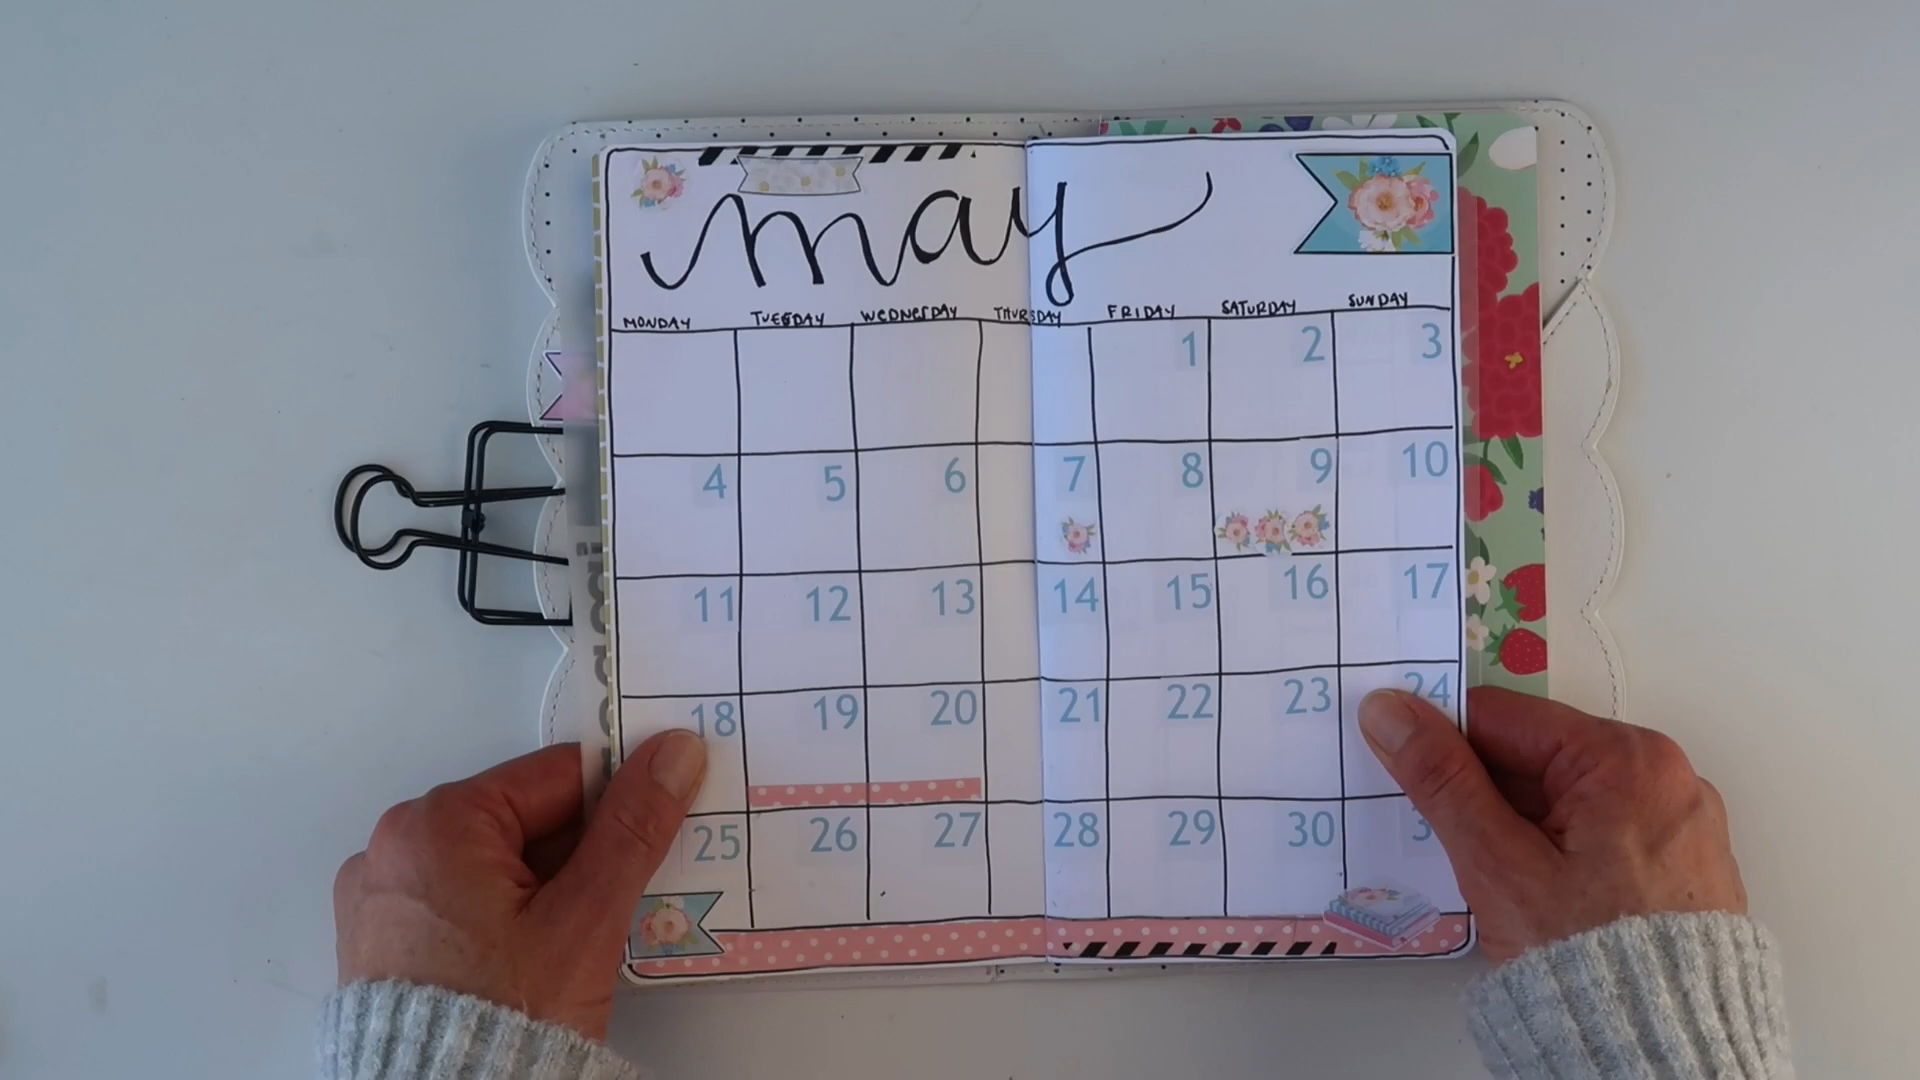 may
MONDAY TUESDAY WEDNESDAY THURSDAY FRIDAY SATURDAY SUNDAY
1 2 3
4 5 6 7 8 9 10
11 12 13 14 15 16 17
18 19 20 21 22 23 24
25 26 27 28 29 30